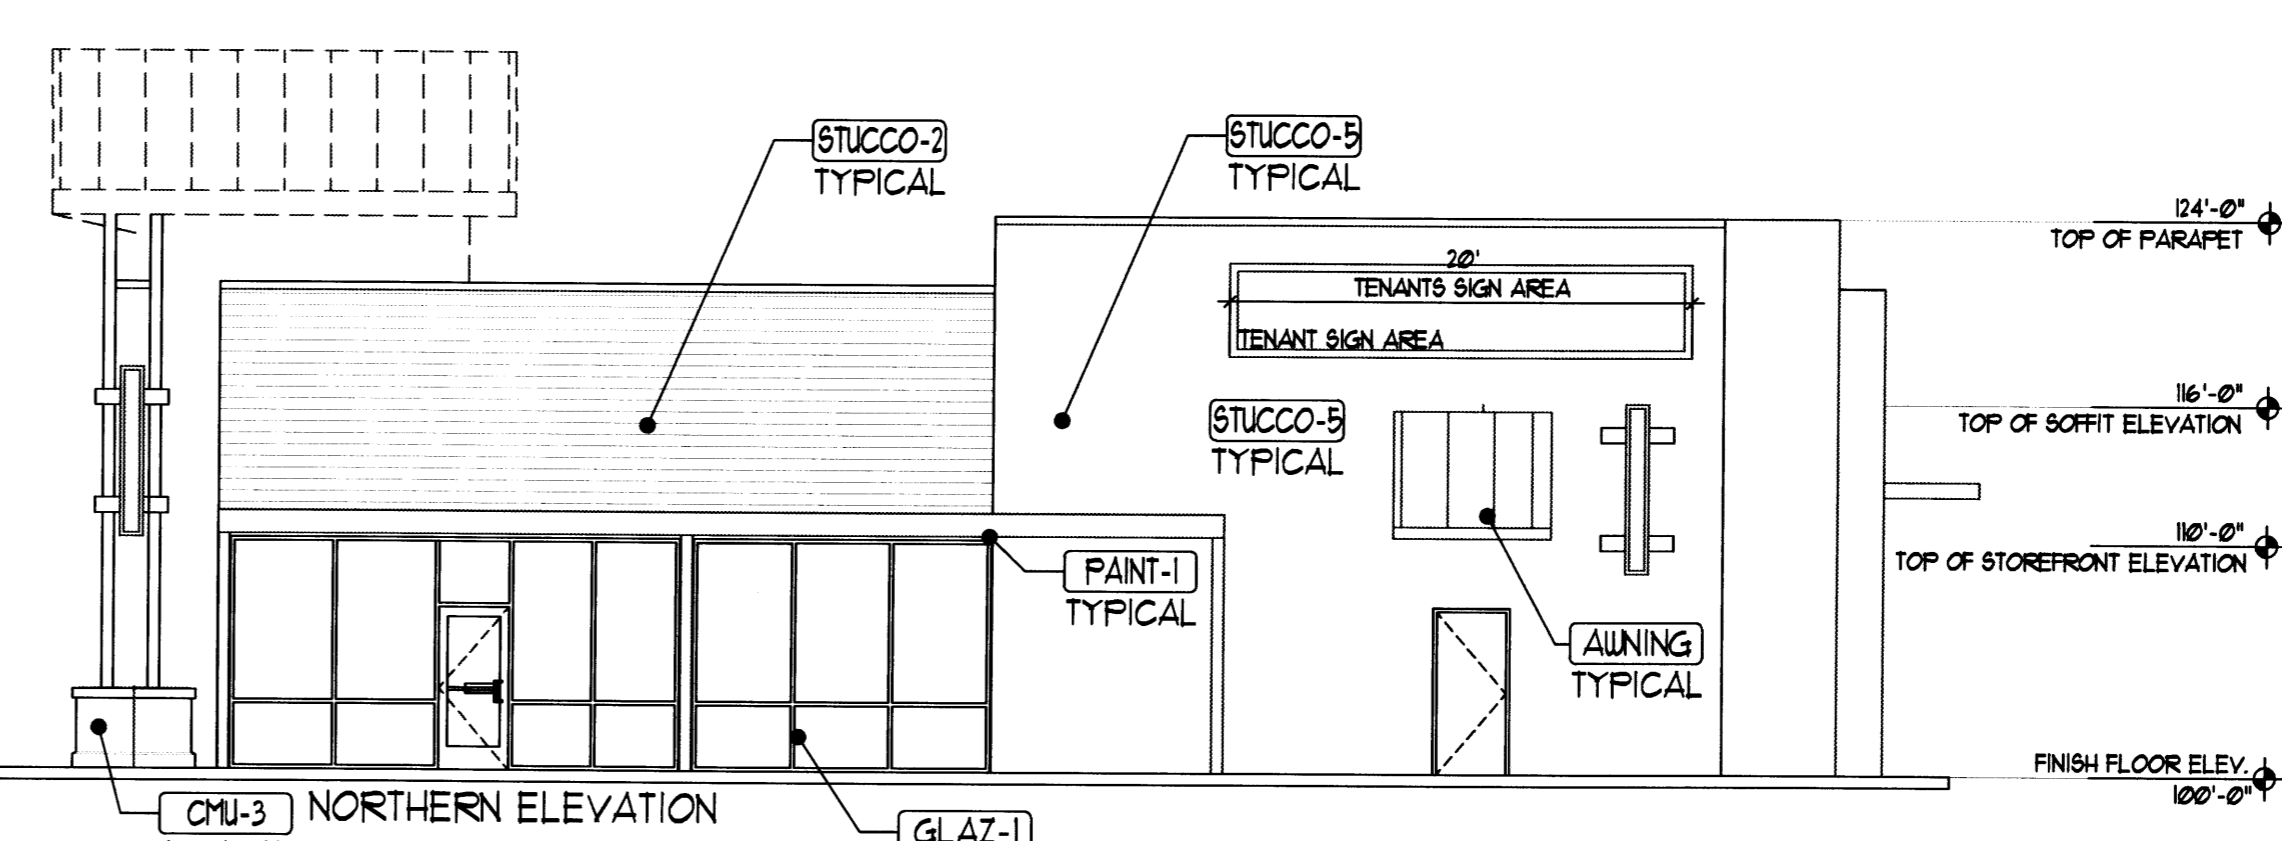 STUCCO-2
TYPICAL
STUCCO-5
TYPICAL
124'-0"
TOP OF PARAPET
20'
TENANTS SIGN AREA
TENANT SIGN AREA
116'-0"
TOP OF SOFFIT ELEVATION
STUCCO-5
TYPICAL
110'-0"
TOP OF STOREFRONT ELEVATION
PAINT-1
TYPICAL
AWNING
TYPICAL
FINISH FLOOR ELEV.
100'-0"
CMU-3
NORTHERN ELEVATION
GLAZ-1